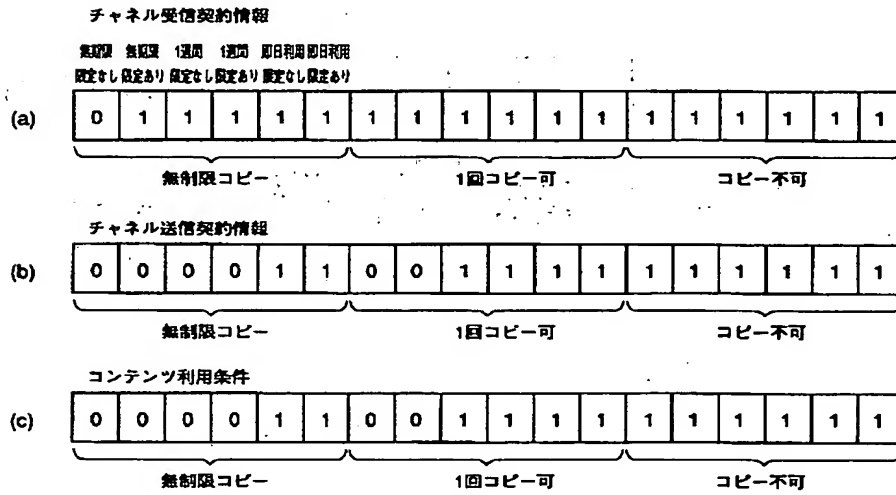 チャネル受信契約情報
無期限 無期限 1週間 1週間 即日利用 即日利用
限定なし 限定あり 限定なし 限定あり 限定なし 限定あり
(a) 0 1 1 1 1 1 1 1 1 1 1 1 1 1 1 1 1 1
無制限コピー 1回コピー可 コピー不可
チャネル送信契約情報
(b) 0 0 0 0 1 1 0 0 1 1 1 1 1 1 1 1 1 1
無制限コピー 1回コピー可 コピー不可
コンテンツ利用条件
(c) 0 0 0 0 1 1 0 0 1 1 1 1 1 1 1 1 1 1
無制限コピー 1回コピー可 コピー不可